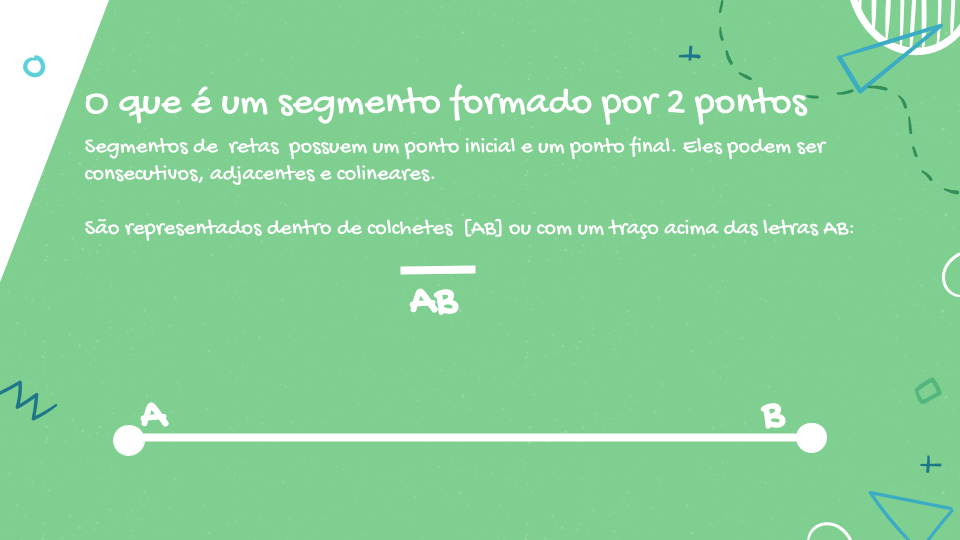 O que é um segmento formado por 2 pontos
Segmentos de retas possuem um ponto inicial e um ponto final. Eles podem ser
consecutivos, adjacentes e colineares.
São representados dentro de colchetes [AB] ou com um traço acima das letras AB:
AB
A B